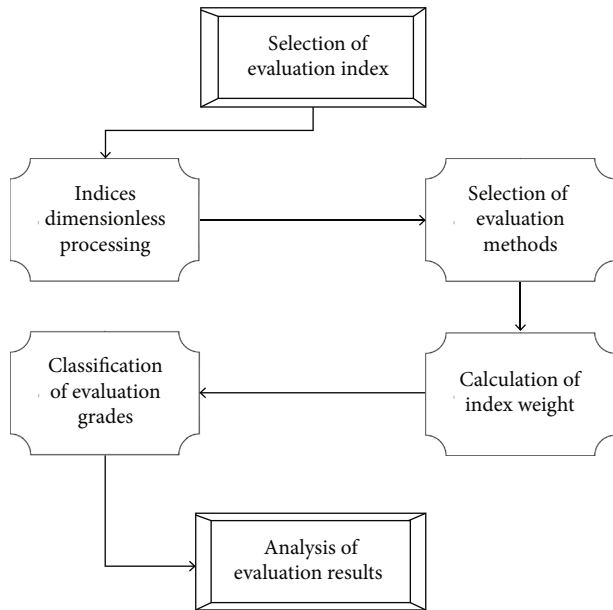 Selection of
evaluation index
Indices
dimensionless
processing
Selection of
evaluation
methods
Classification
of evaluation
grades
Calculation of
index weight
Analysis of
evaluation results